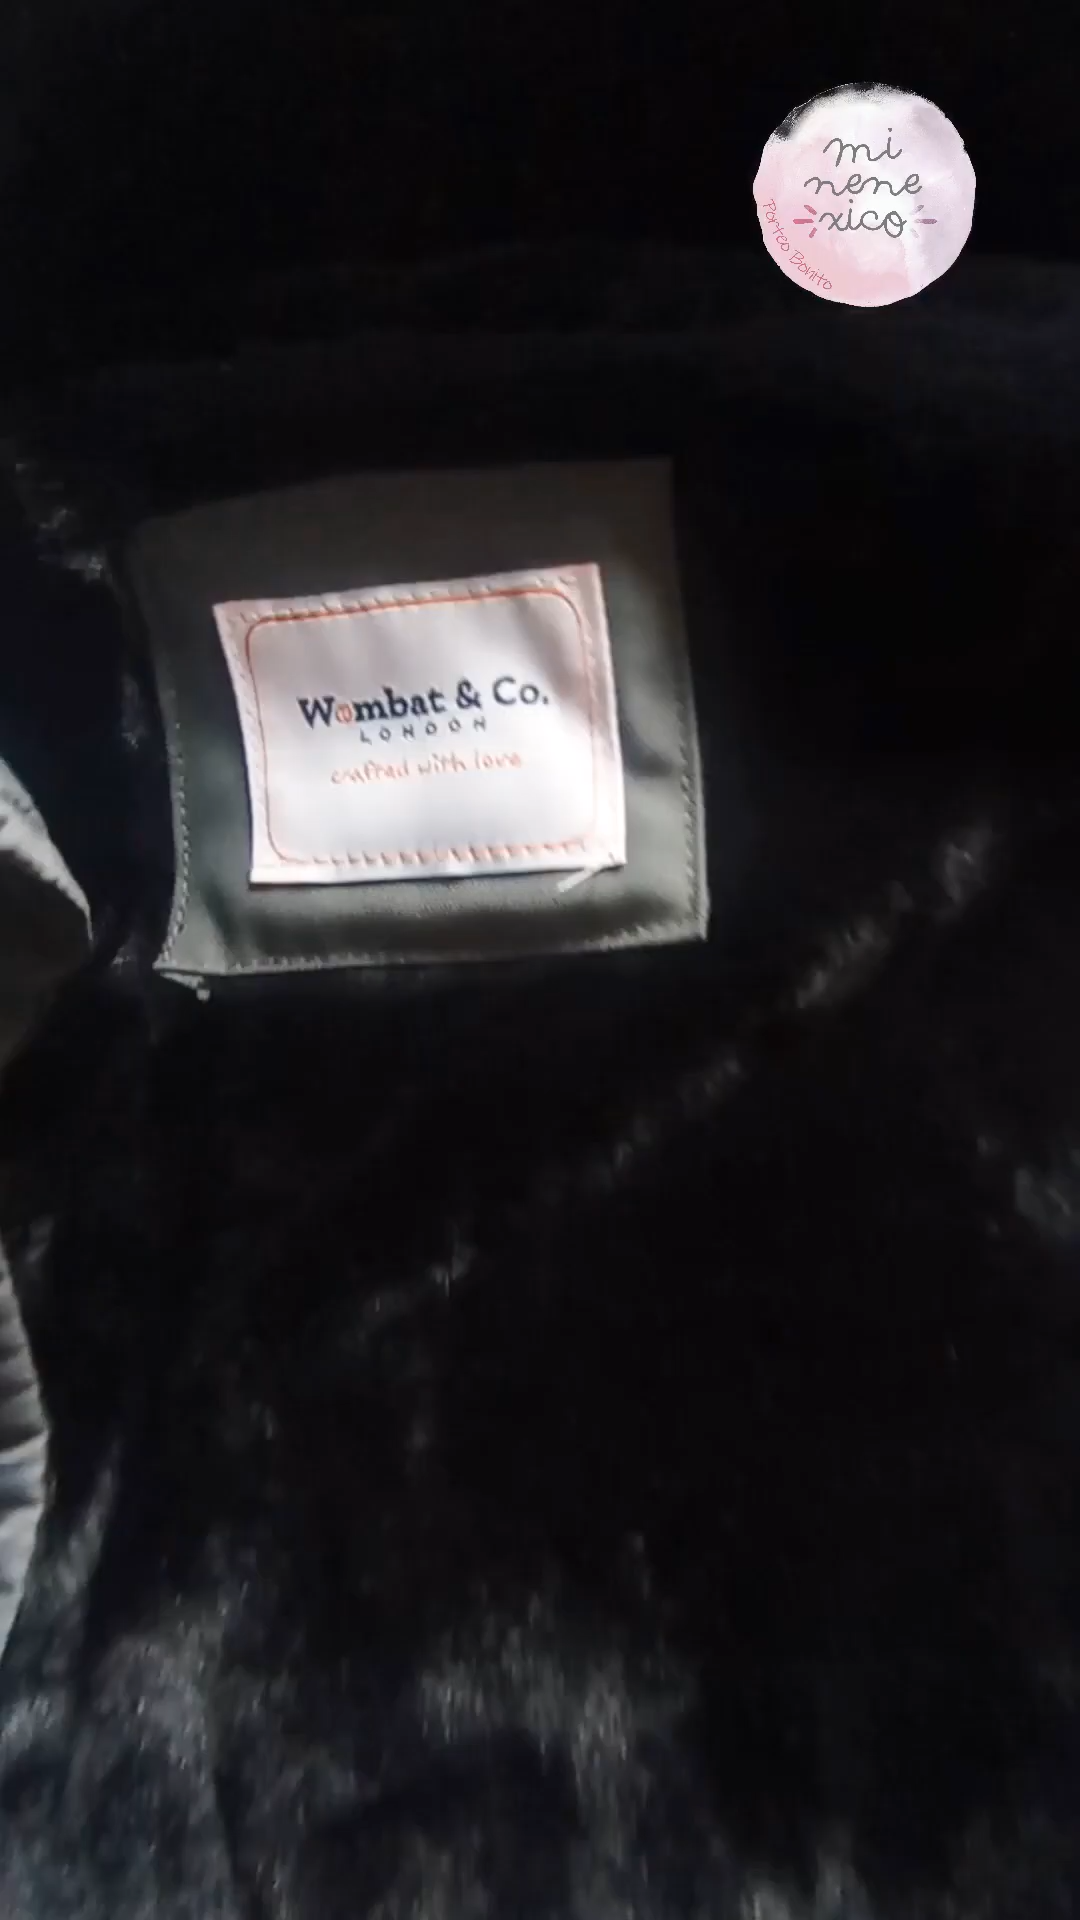 mi
nene
xico
Porteo Bonito
Wombat & Co.
LONDON
crafted with love